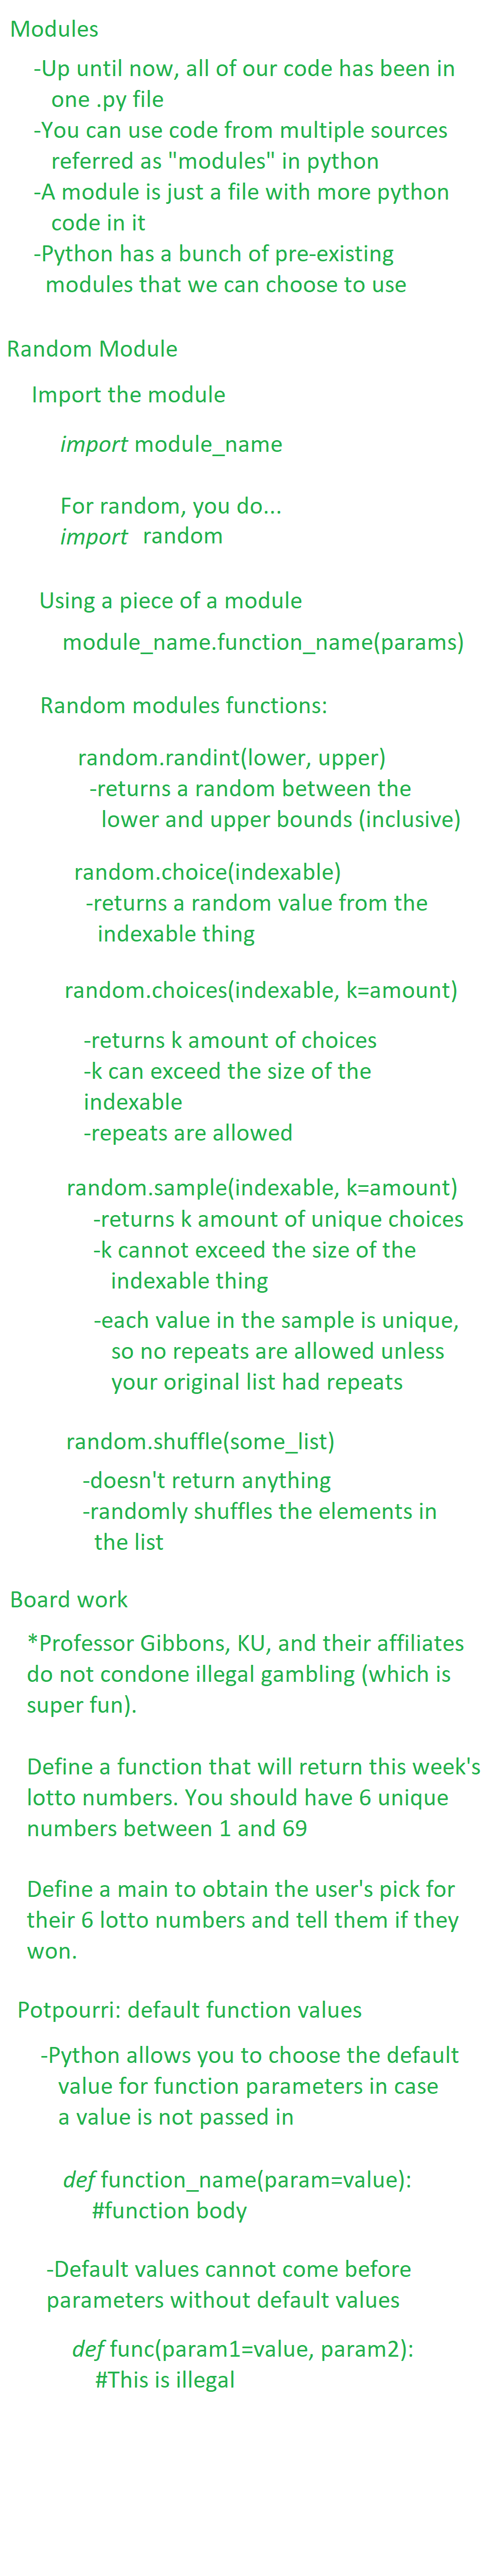 Modules
-Up until now, all of our code has been in
one .py file
-You can use code from multiple sources
referred as "modules" in python
-A module is just a file with more python
code in it
-Python has a bunch of pre-existing
modules that we can choose to use
Random Module
Import the module
import module_name
For random, you do...
import random
Using a piece of a module
module_name.function_name(params)
Random modules functions:
random.randint(lower, upper)
-returns a random between the
lower and upper bounds (inclusive)
random.choice(indexable)
-returns a random value from the
indexable thing
random.choices(indexable, k=amount)
-returns k amount of choices
-k can exceed the size of the
indexable
-repeats are allowed
random.sample(indexable, k=amount)
-returns k amount of unique choices
-k cannot exceed the size of the
indexable thing
-each value in the sample is unique,
so no repeats are allowed unless
your original list had repeats
random.shuffle(some_list)
-doesn't return anything
-randomly shuffles the elements in
the list
Board work
*Professor Gibbons, KU, and their affiliates
do not condone illegal gambling (which is
super fun).
Define a function that will return this week's
lotto numbers. You should have 6 unique
numbers between 1 and 69
Define a main to obtain the user's pick for
their 6 lotto numbers and tell them if they
won.
Potpourri: default function values
-Python allows you to choose the default
value for function parameters in case
a value is not passed in
def function_name(param=value):
#function body
-Default values cannot come before
parameters without default values
def func(param1=value, param2):
#This is illegal